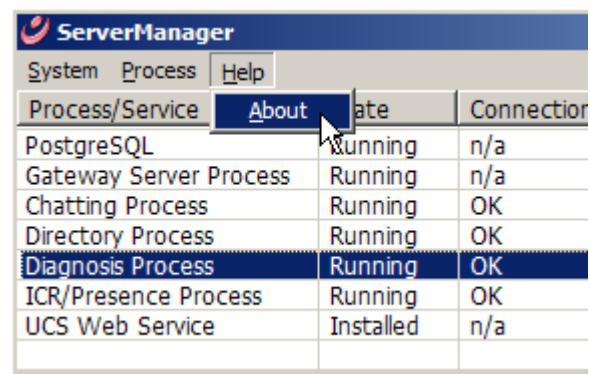 ServerManager
System Process Help
Process/Service About ate Connection
PostgreSQL Running n/a
Gateway Server Process Running n/a
Chatting Process Running OK
Directory Process Running OK
Diagnosis Process Running OK
ICR/Presence Process Running OK
UCS Web Service Installed n/a